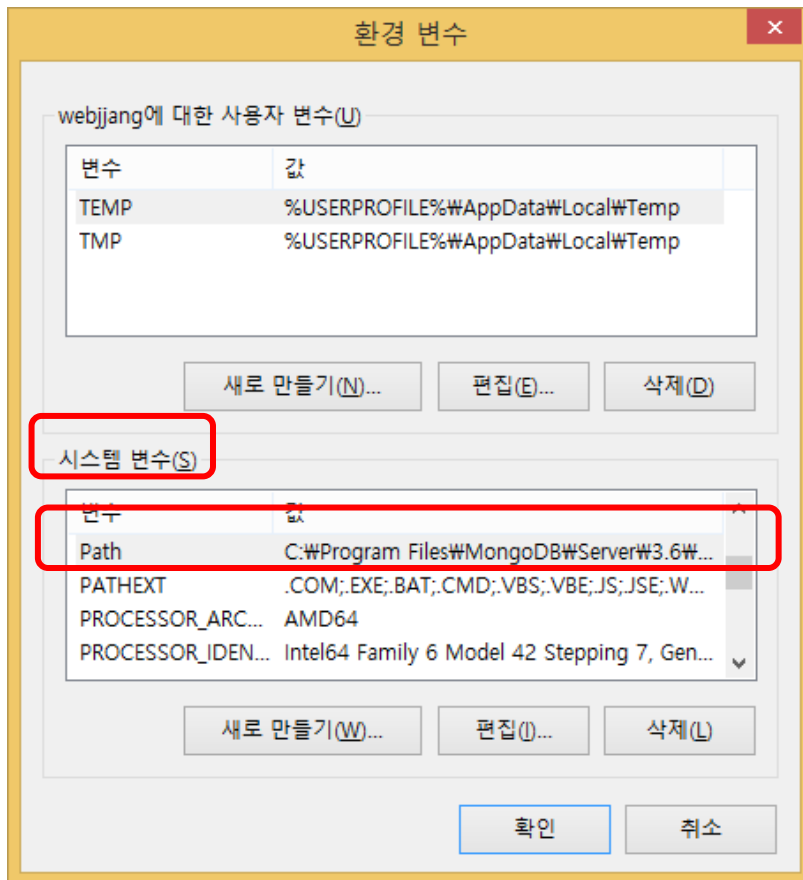 환경 변수
webjjang에 대한 사용자 변수(U)
변수 값
TEMP %USERPROFILE%₩AppData₩Local₩Temp
TMP %USERPROFILE%₩AppData₩Local₩Temp
새로 만들기(N)... 편집(E)... 삭제(D)
시스템 변수(S)
변수 값
Path C:₩Program Files₩MongoDB₩Server₩3.6₩...
PATHEXT .COM;.EXE;.BAT;.CMD;.VBS;.VBE;.JS;.JSE;.W...
PROCESSOR_ARC... AMD64
PROCESSOR_IDEN... Intel64 Family 6 Model 42 Stepping 7, Gen...
새로 만들기(W)... 편집(I)... 삭제(L)
확인 취소